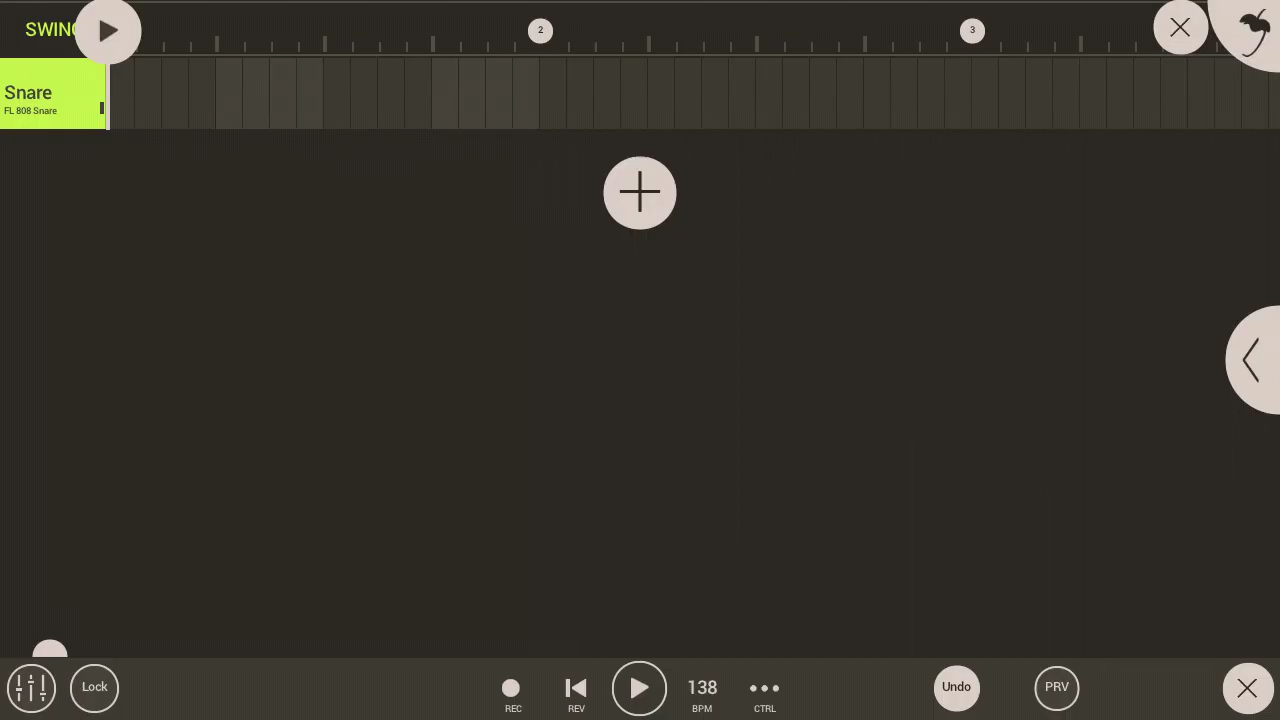 SWING
2
3
Snare
FL 808 Snare
Lock
REC
REV
138
BPM
CTRL
Undo
PRV